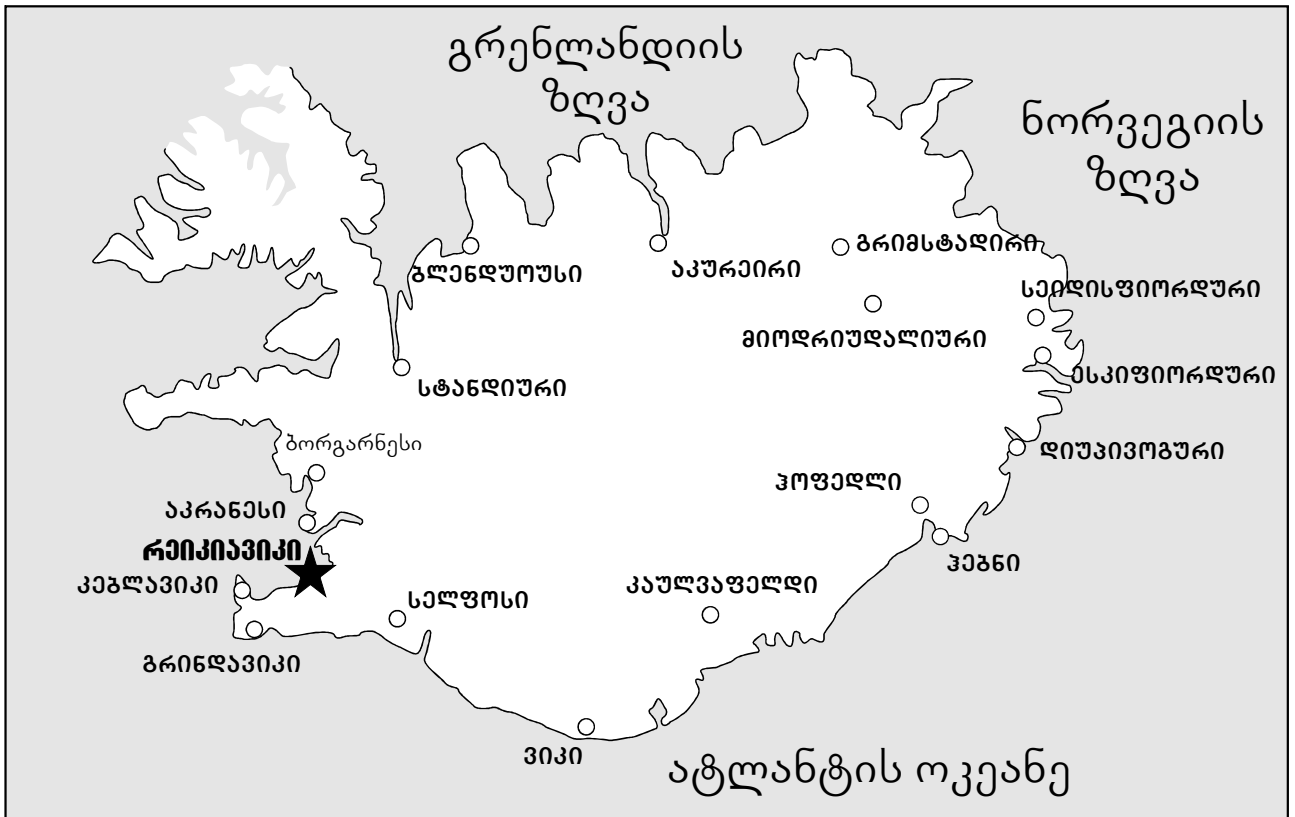 გრენლანდიის
ზღვა
ნორვეგიის
ზღვა
ბლენდუოუსი
აკურეირი
გრიმსტადირი
სეიდისფიორდური
მიოდრიუდალიური
ესკიფიორდური
სტანდიური
ბორგარნესი
დიუპივოგური
ჰოფედლი
აკრანესი
რეიკიავიკი
ჰებნი
კებლავიკი
სელფოსი
კაულვაფელდი
გრინდავიკი
ვიკი
ატლანტის ოკეანე